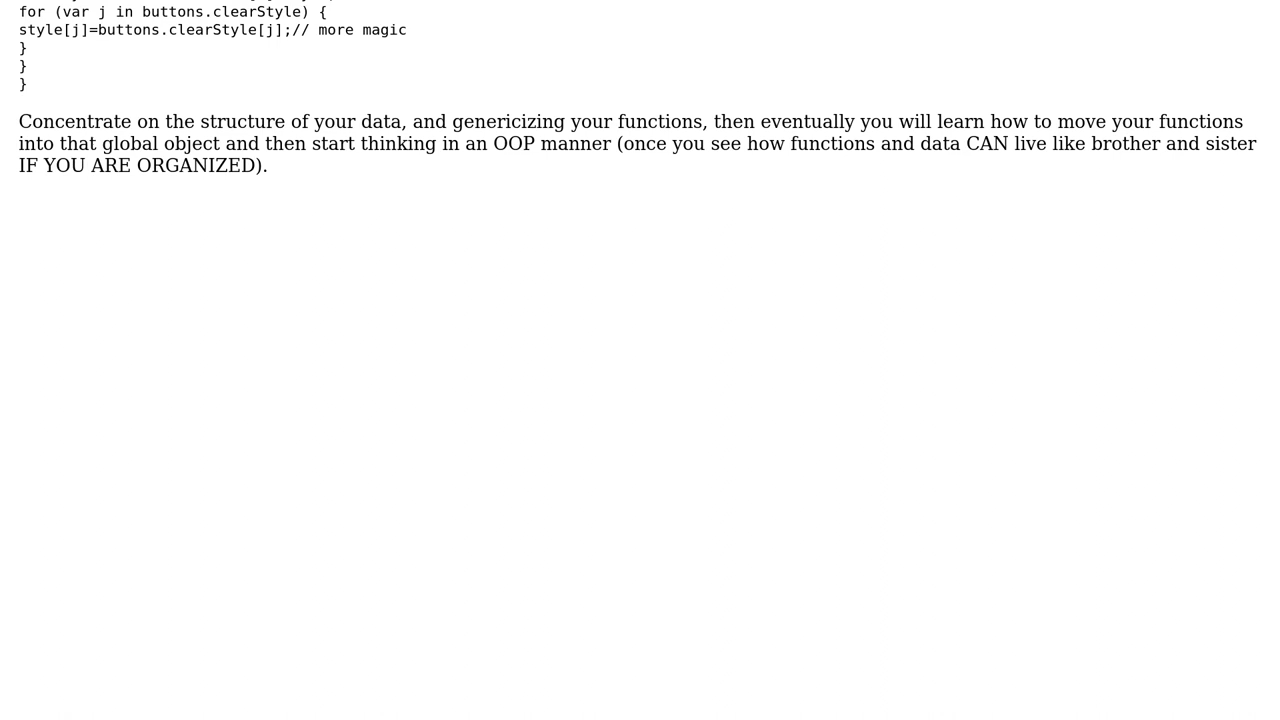 for (var j in buttons.clearStyle) {
style[j]=buttons.clearStyle[j];// more magic
}
}
}
Concentrate on the structure of your data, and genericizing your functions, then eventually you will learn how to move your functions
into that global object and then start thinking in an OOP manner (once you see how functions and data CAN live like brother and sister
IF YOU ARE ORGANIZED).